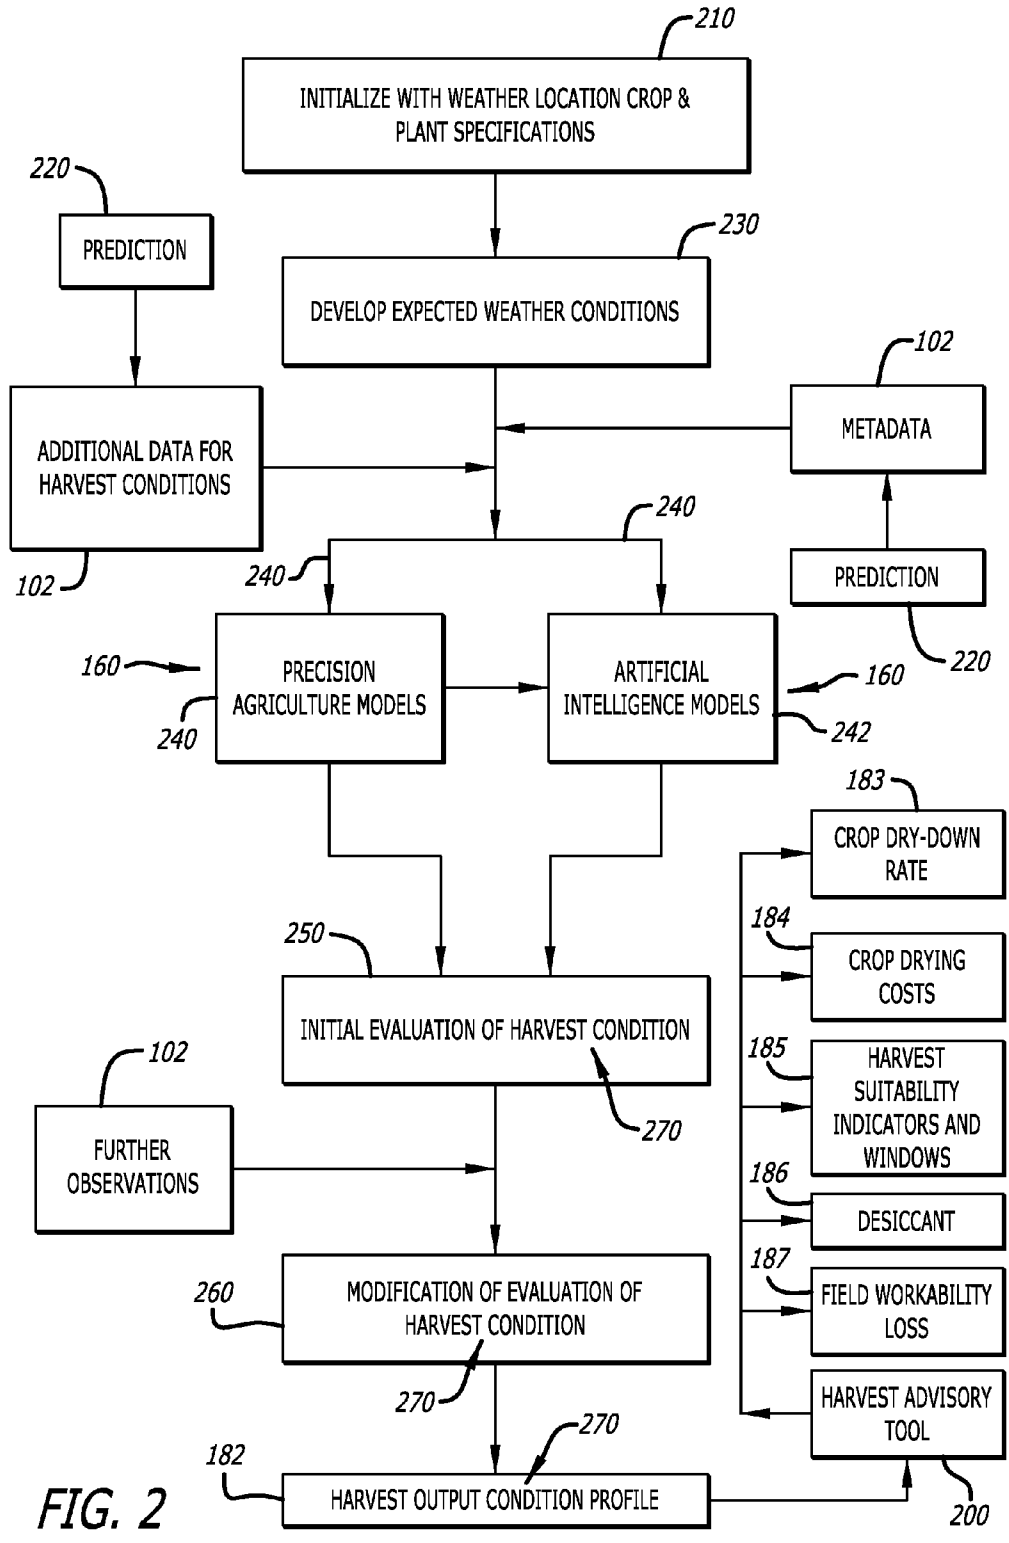 210
INITIALIZE WITH WEATHER LOCATION CROP &
PLANT SPECIFICATIONS
220
PREDICTION
230
DEVELOP EXPECTED WEATHER CONDITIONS
102
METADATA
ADDITIONAL DATA FOR
HARVEST CONDITIONS
102
240
240
PREDICTION
220
160
PRECISION
AGRICULTURE MODELS
240
ARTIFICIAL
INTELLIGENCE MODELS
160
242
183
CROP DRY-DOWN
RATE
184
CROP DRYING
COSTS
250
INITIAL EVALUATION OF HARVEST CONDITION
270
185
HARVEST
SUITABILITY
INDICATORS AND
WINDOWS
102
FURTHER
OBSERVATIONS
186
DESICCANT
187
FIELD WORKABILITY
LOSS
260
MODIFICATION OF EVALUATION OF
HARVEST CONDITION
270
HARVEST ADVISORY
TOOL
200
270
182
HARVEST OUTPUT CONDITION PROFILE
FIG. 2